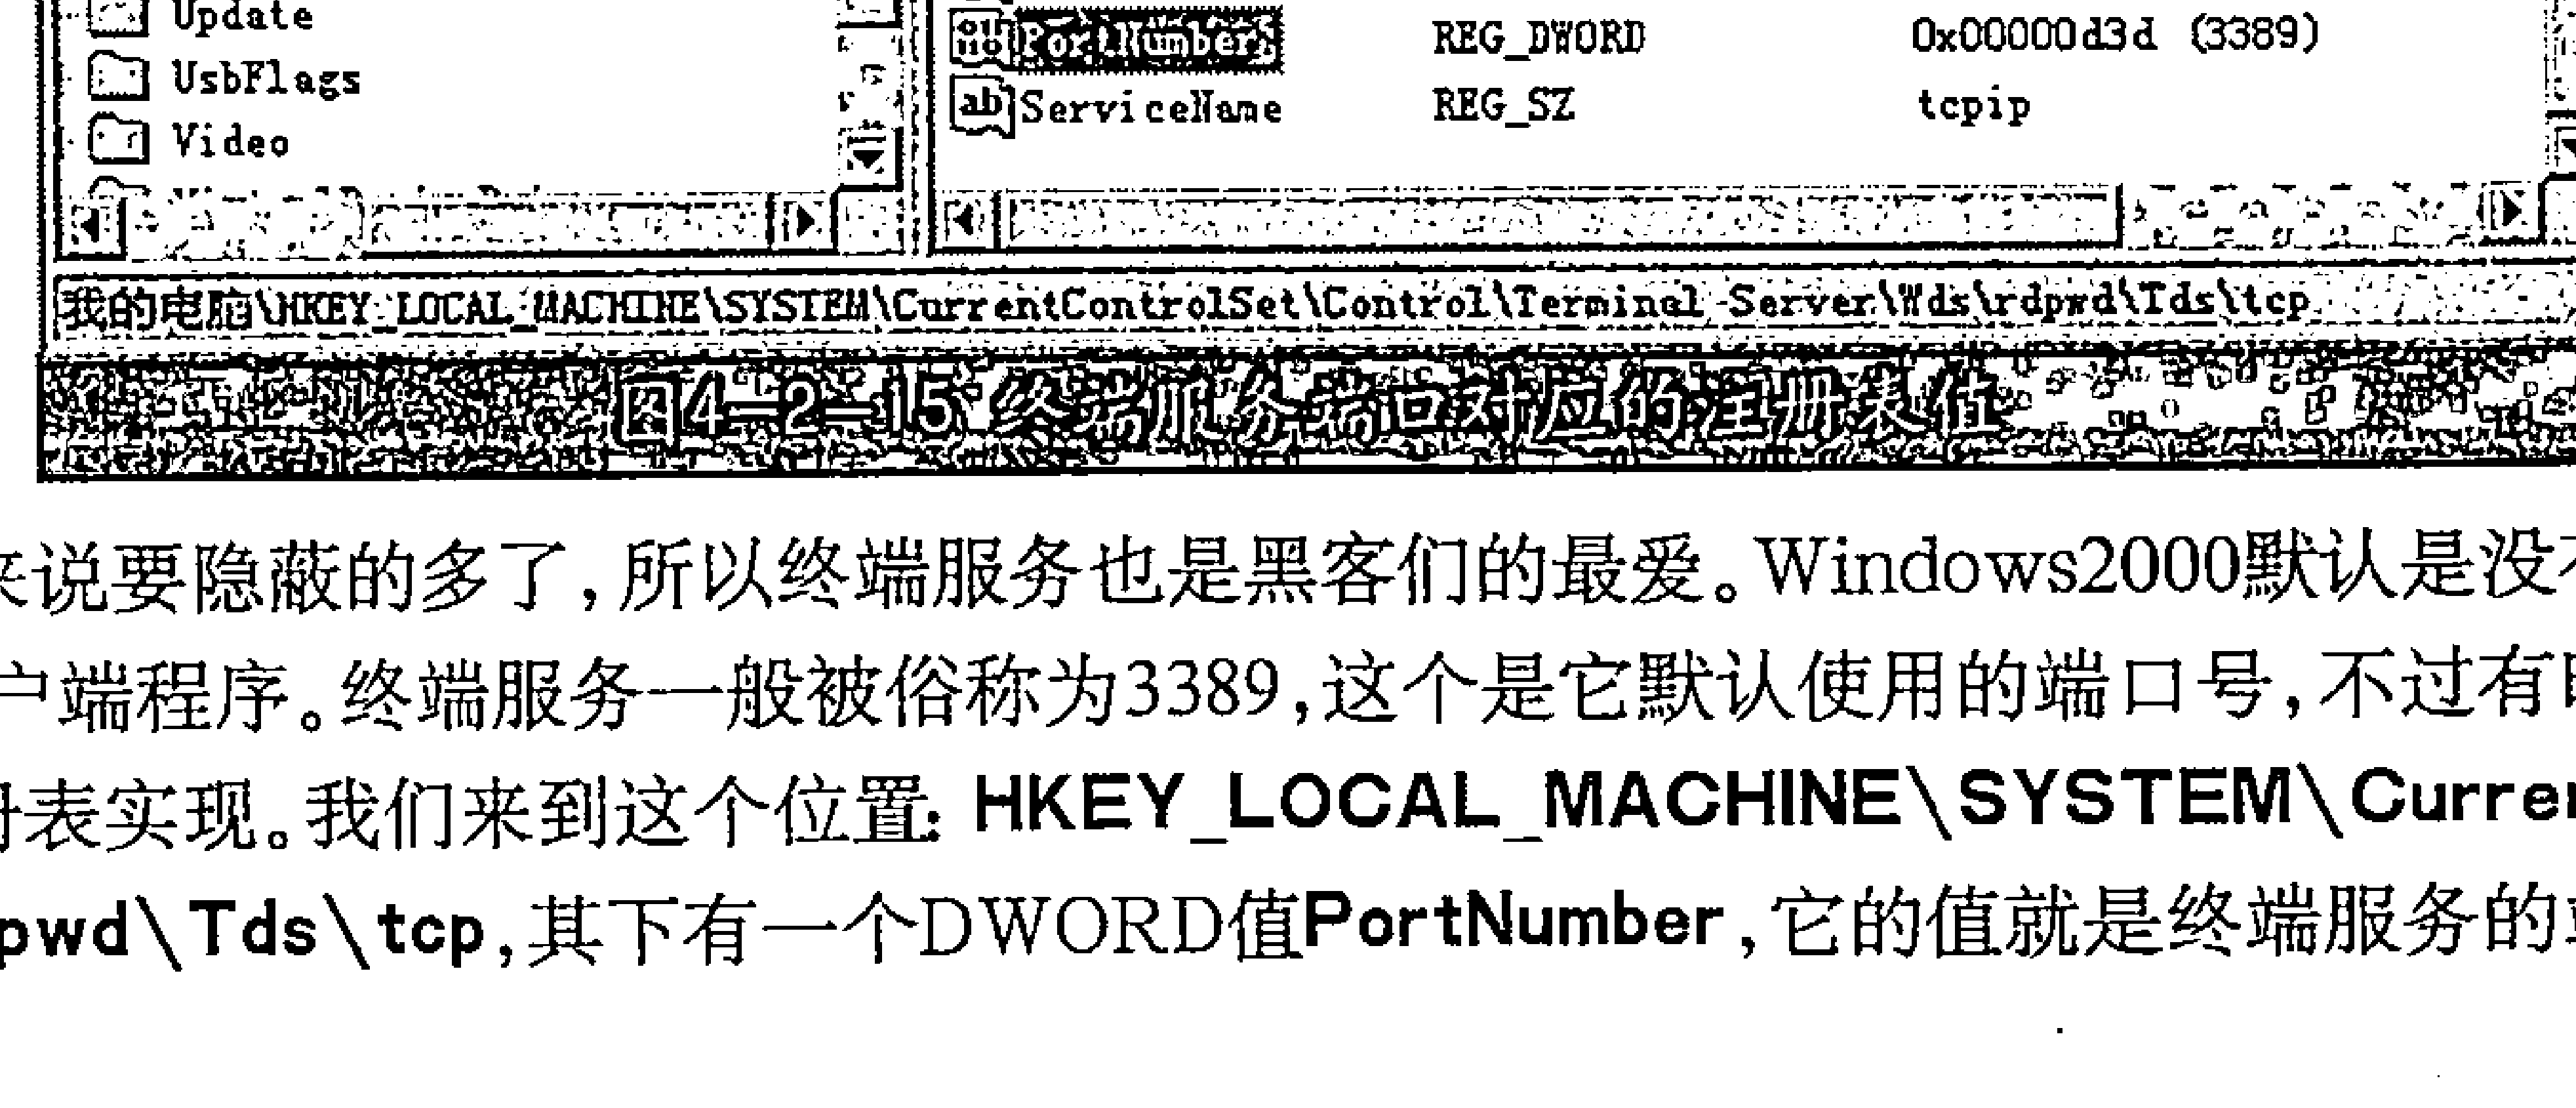 Update
PortNumber REG_DWORD 0x00000d3d (3389)
UsbFlags
ServiceName REG_SZ tcpip
Video
我的电脑\HKEY_LOCAL_MACHINE\SYSTEM\CurrentControlSet\Control\Terminal Server\Wds\rdpwd\Tds\tcp
图4-2-15 终端服务端口对应的注册表值
来说要隐蔽的多了,所以终端服务也是黑客们的最爱。Windows2000默认是没
户端程序。终端服务一般被俗称为3389,这个是它默认使用的端口号,不过有
册表实现。我们来到这个位置: HKEY_LOCAL_MACHINE\SYSTEM\Curren
pwd\Tds\tcp,其下有一个DWORD值PortNumber,它的值就是终端服务的